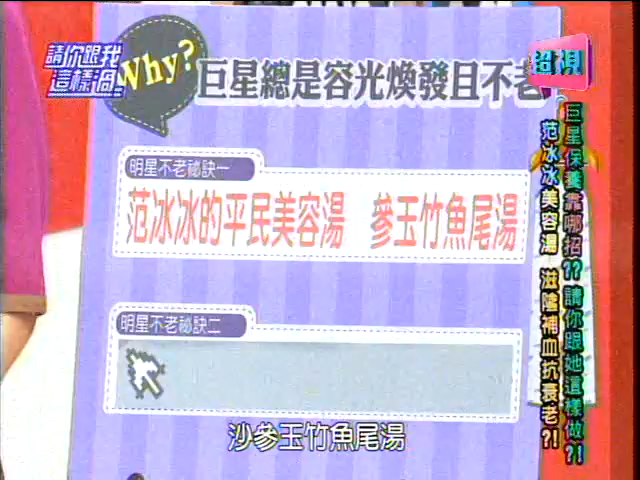 請你跟我
這樣過
Why?
巨星總是容光煥發且不老
超視
明星不老祕訣一
范冰冰的平民美容湯 參玉竹魚尾湯
明星不老祕訣二
沙參玉竹魚尾湯
巨星保養靠哪招??請你跟她這樣做?!
范冰冰美容湯 滋陰補血抗衰老?!